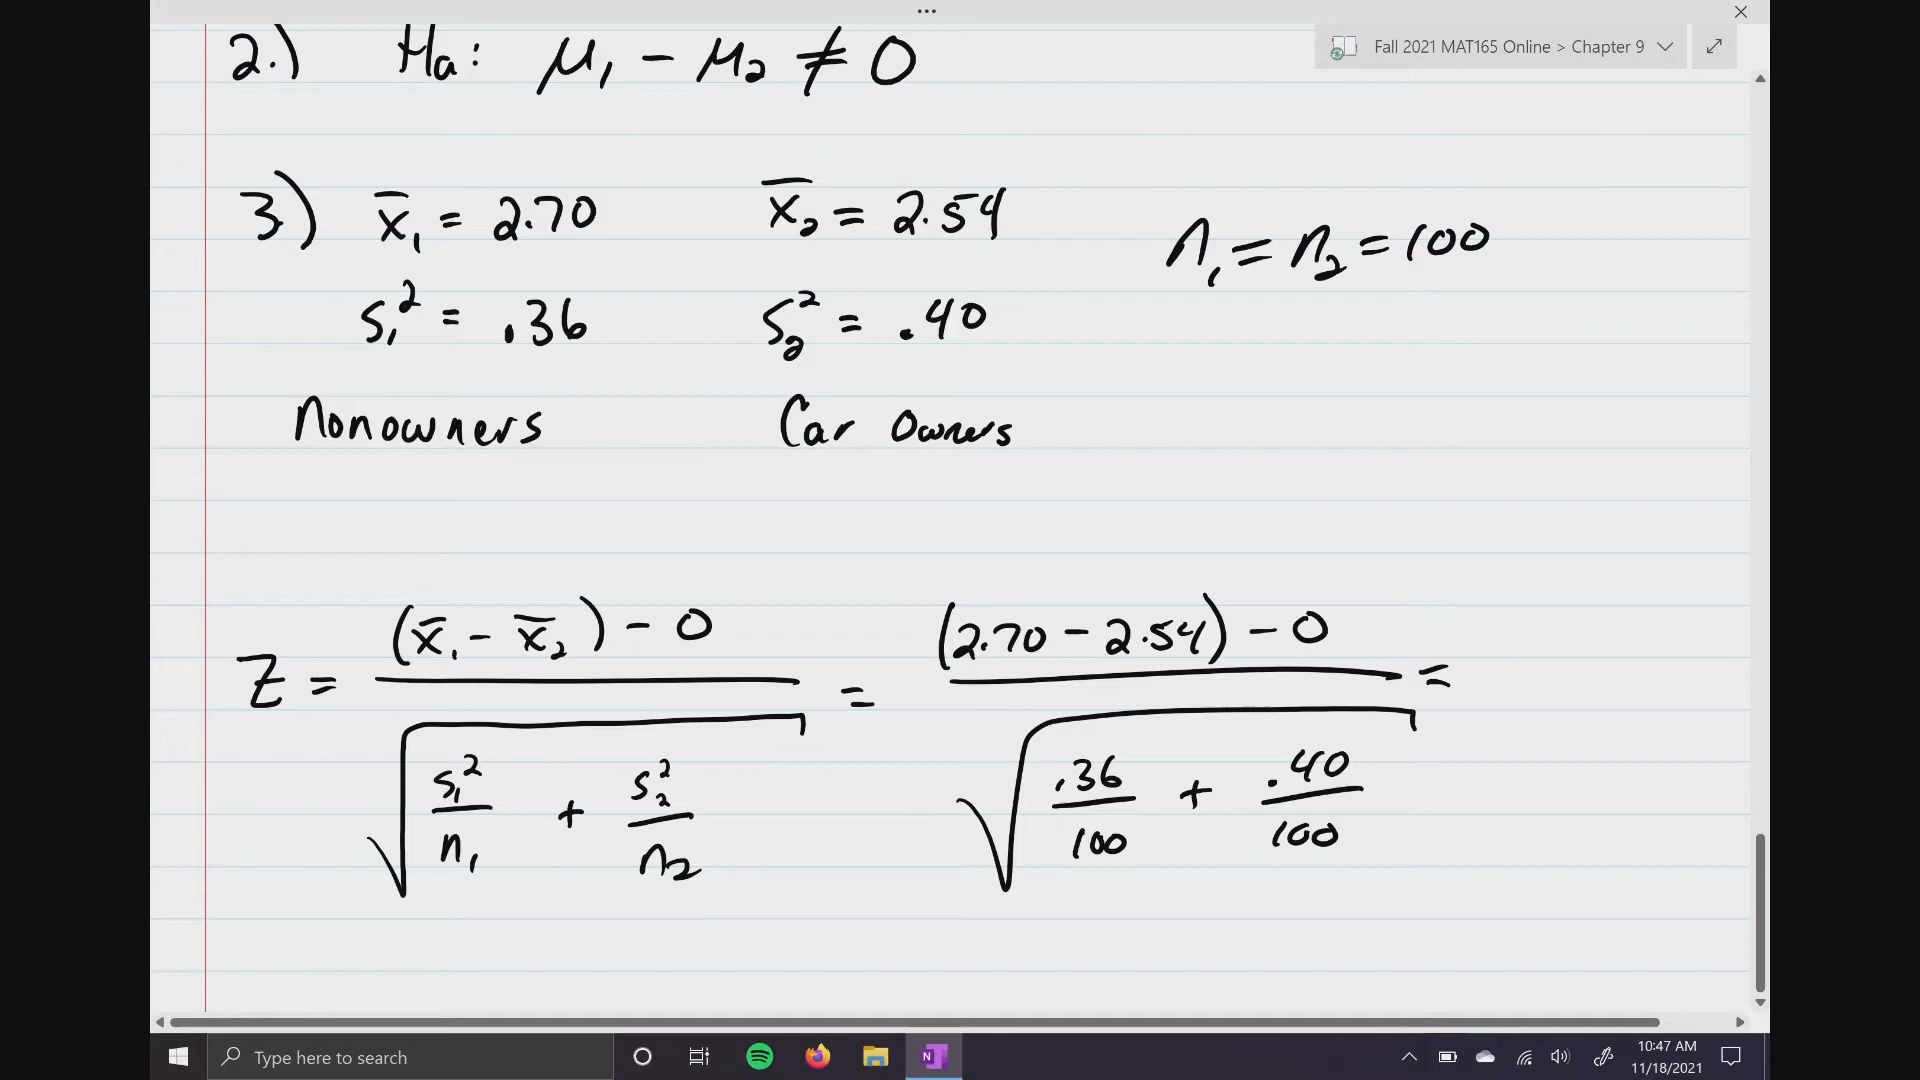 ...
Fall 2021 MAT165 Online > Chapter 9
2.) Ha: μ₁ − μ₂ ≠ 0
3) x̄₁ = 2.70 x̄₂ = 2.54 n₁ = n₂ = 100
s₁² = .36 s₂² = .40
Nonowners Car Owners
Z = (x̄₁ − x̄₂) − 0 / √(s₁²/n₁ + s₂²/n₂) = (2.70 − 2.54) − 0 / √(.36/100 + .40/100) =
Type here to search
N
10:47 AM
11/18/2021